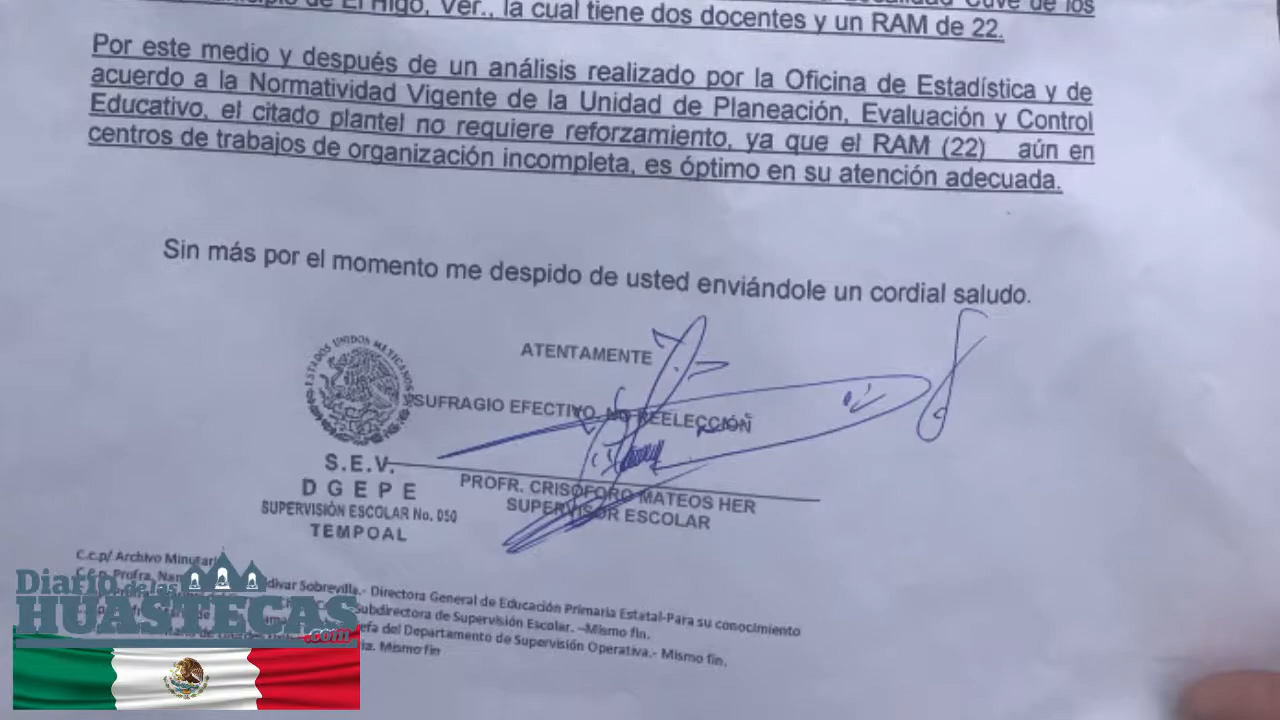 de El Higo, Ver., la cual tiene dos docentes y un RAM de 22.
Por este medio y después de un análisis realizado por la Oficina de Estadística y de
acuerdo a la Normatividad Vigente de la Unidad de Planeación, Evaluación y Control
Educativo, el citado plantel no requiere reforzamiento, ya que el RAM (22) aún en
centros de trabajos de organización incompleta, es óptimo en su atención adecuada.
Sin más por el momento me despido de usted enviándole un cordial saludo.
ATENTAMENTE
ESTADOS UNIDOS MEXICANOS
SUFRAGIO EFECTIVO, NO REELECCIÓN
S.E.V.
DGEPE
SUPERVISIÓN ESCOLAR No. 050
TEMPOAL
PROFR. CRISOFORO MATEOS HER
SUPERVISOR ESCOLAR
C.c.p/ Archivo Minutari
C.c.p- Profra, Sobrevilla.- Directora General de Educación Primaria Estatal-Para su conocimiento
Subdirectora de Supervisión Escolar. –Mismo fin.
del Departamento de Supervisión Operativa.- Mismo fin.
Mismo fin
Diario de las
HUASTECAS
.com